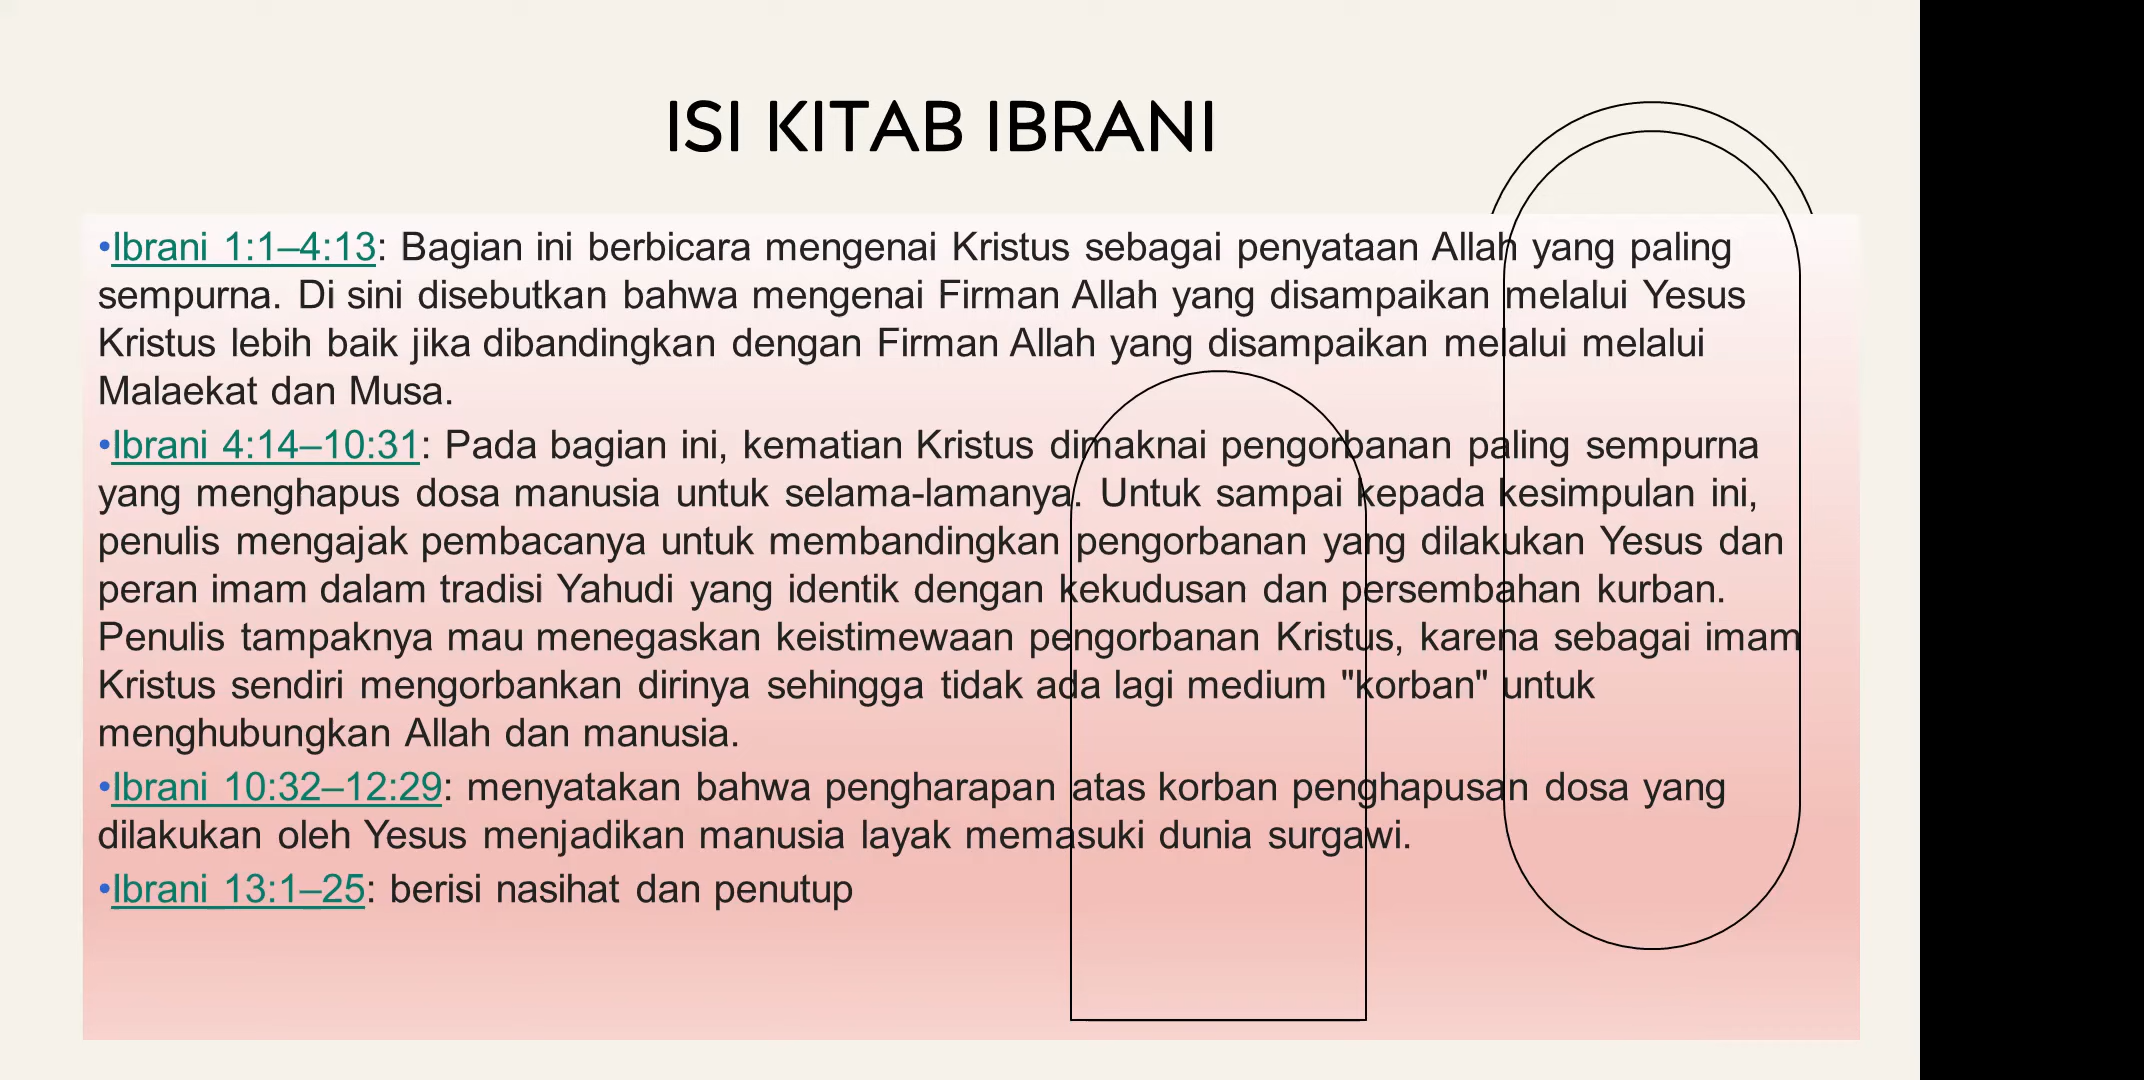 ISI KITAB IBRANI
•Ibrani 1:1–4:13: Bagian ini berbicara mengenai Kristus sebagai penyataan Allah yang paling
sempurna. Di sini disebutkan bahwa mengenai Firman Allah yang disampaikan melalui Yesus
Kristus lebih baik jika dibandingkan dengan Firman Allah yang disampaikan melalui melalui
Malaekat dan Musa.
•Ibrani 4:14–10:31: Pada bagian ini, kematian Kristus dimaknai pengorbanan paling sempurna
yang menghapus dosa manusia untuk selama-lamanya. Untuk sampai kepada kesimpulan ini,
penulis mengajak pembacanya untuk membandingkan pengorbanan yang dilakukan Yesus dan
peran imam dalam tradisi Yahudi yang identik dengan kekudusan dan persembahan kurban.
Penulis tampaknya mau menegaskan keistimewaan pengorbanan Kristus, karena sebagai imam
Kristus sendiri mengorbankan dirinya sehingga tidak ada lagi medium "korban" untuk
menghubungkan Allah dan manusia.
•Ibrani 10:32–12:29: menyatakan bahwa pengharapan atas korban penghapusan dosa yang
dilakukan oleh Yesus menjadikan manusia layak memasuki dunia surgawi.
•Ibrani 13:1–25: berisi nasihat dan penutup